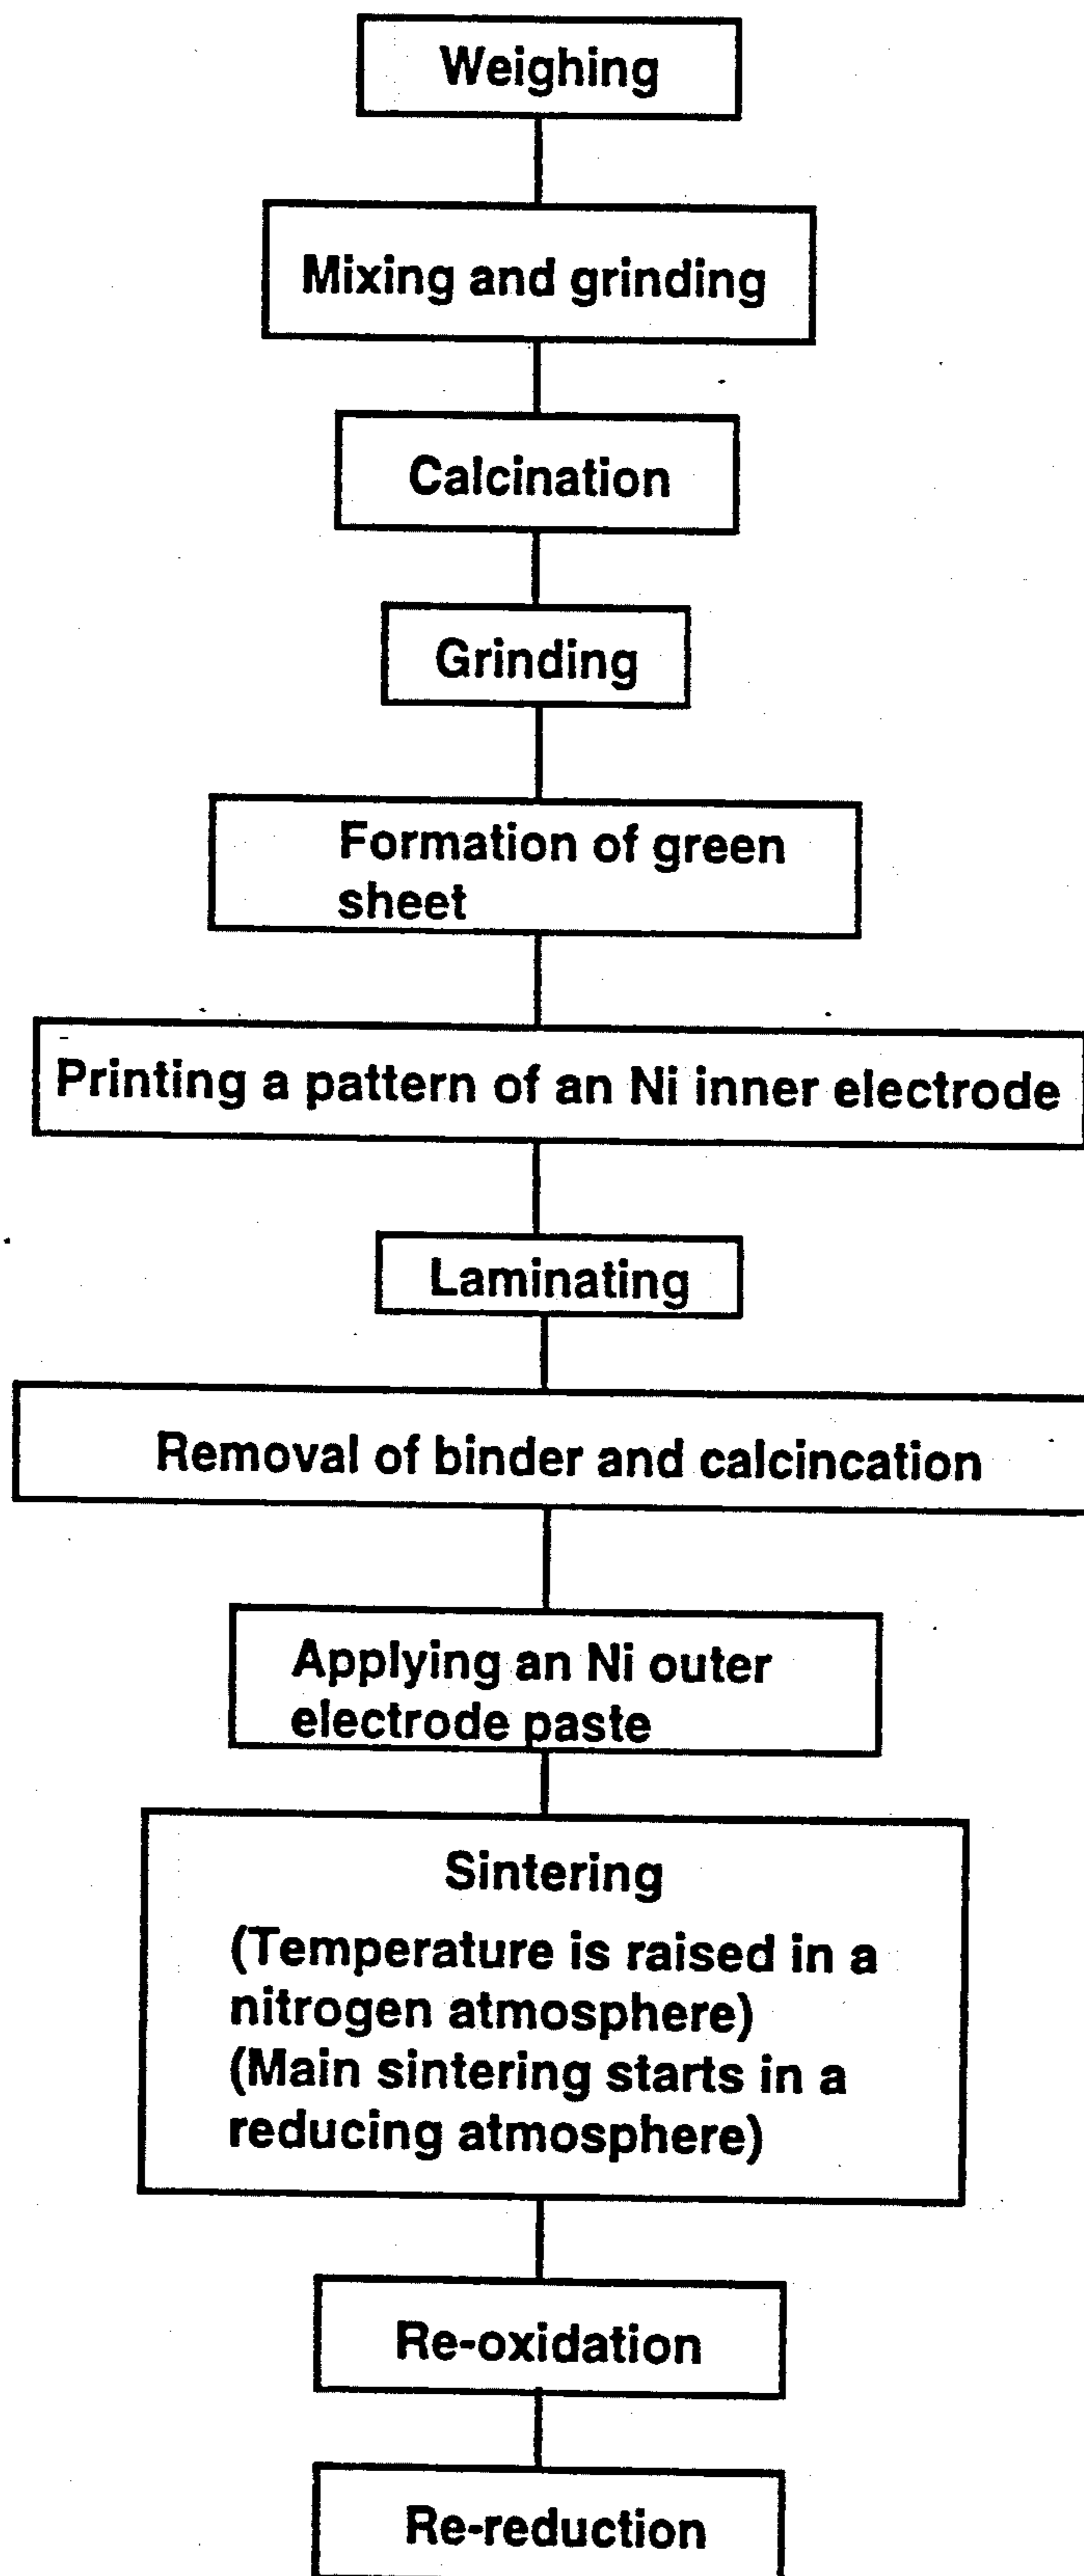 Weighing
Mixing and grinding
Calcination
Grinding
Formation of green
sheet
Printing a pattern of an Ni inner electrode
Laminating
Removal of binder and calcincation
Applying an Ni outer
electrode paste
Sintering
(Temperature is raised in a
nitrogen atmosphere)
(Main sintering starts in a
reducing atmosphere)
Re-oxidation
Re-reduction